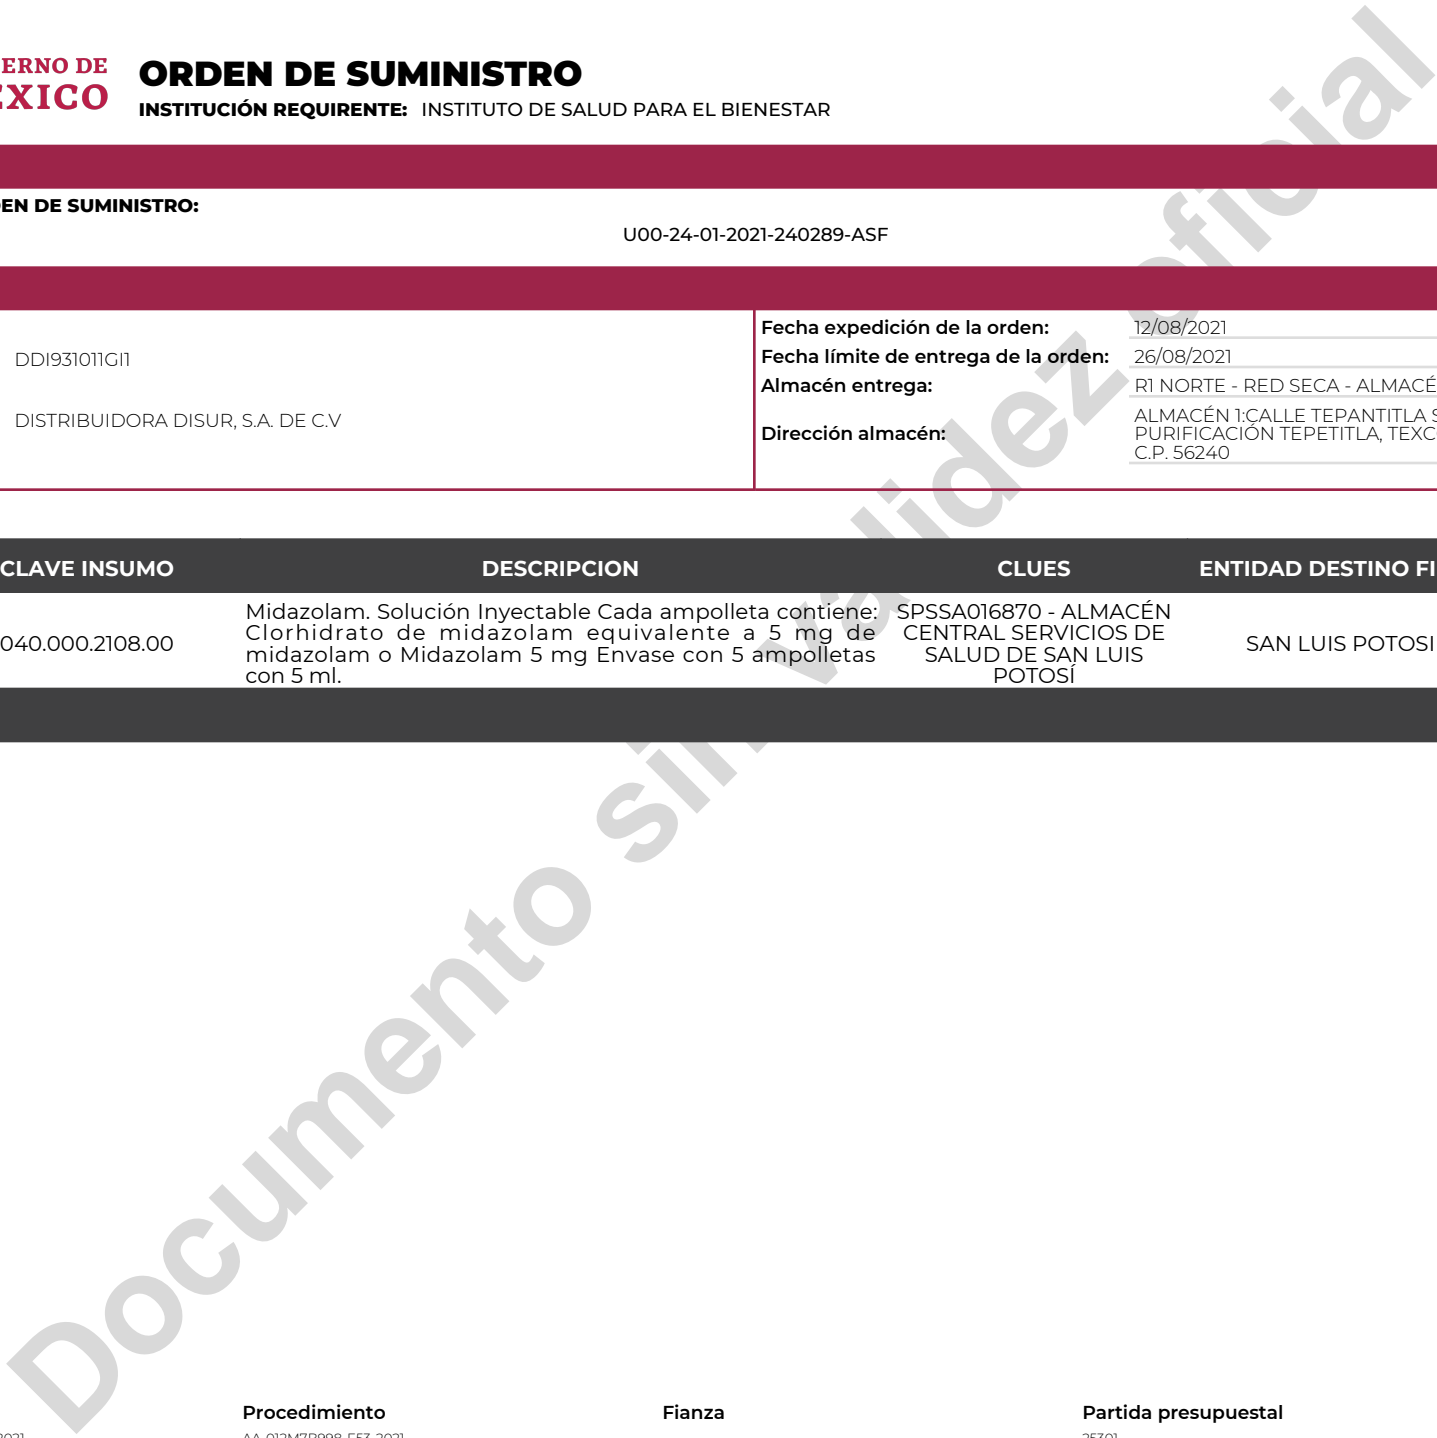 ERNO DE
EXICO
ORDEN DE SUMINISTRO
INSTITUCIÓN REQUIRENTE: INSTITUTO DE SALUD PARA EL BIENESTAR
EN DE SUMINISTRO:
U00-24-01-2021-240289-ASF
DDI931011GI1
DISTRIBUIDORA DISUR, S.A. DE C.V
Fecha expedición de la orden: 12/08/2021
Fecha límite de entrega de la orden: 26/08/2021
Almacén entrega: R1 NORTE - RED SECA - ALMACÉ
Dirección almacén: ALMACÉN 1:CALLE TEPANTITLA S
PURIFICACIÓN TEPETITLA, TEXC
C.P. 56240
CLAVE INSUMO DESCRIPCION CLUES ENTIDAD DESTINO FI
040.000.2108.00
Midazolam. Solución Inyectable Cada ampolleta contiene:
Clorhidrato de midazolam equivalente a 5 mg de
midazolam o Midazolam 5 mg Envase con 5 ampolletas
con 5 ml.
SPSSA016870 - ALMACÉN
CENTRAL SERVICIOS DE
SALUD DE SAN LUIS
POTOSÍ
SAN LUIS POTOSI
Documento sin validez oficial
Procedimiento Fianza Partida presupuestal
2021 AA-012M7B998-E53-2021 25301